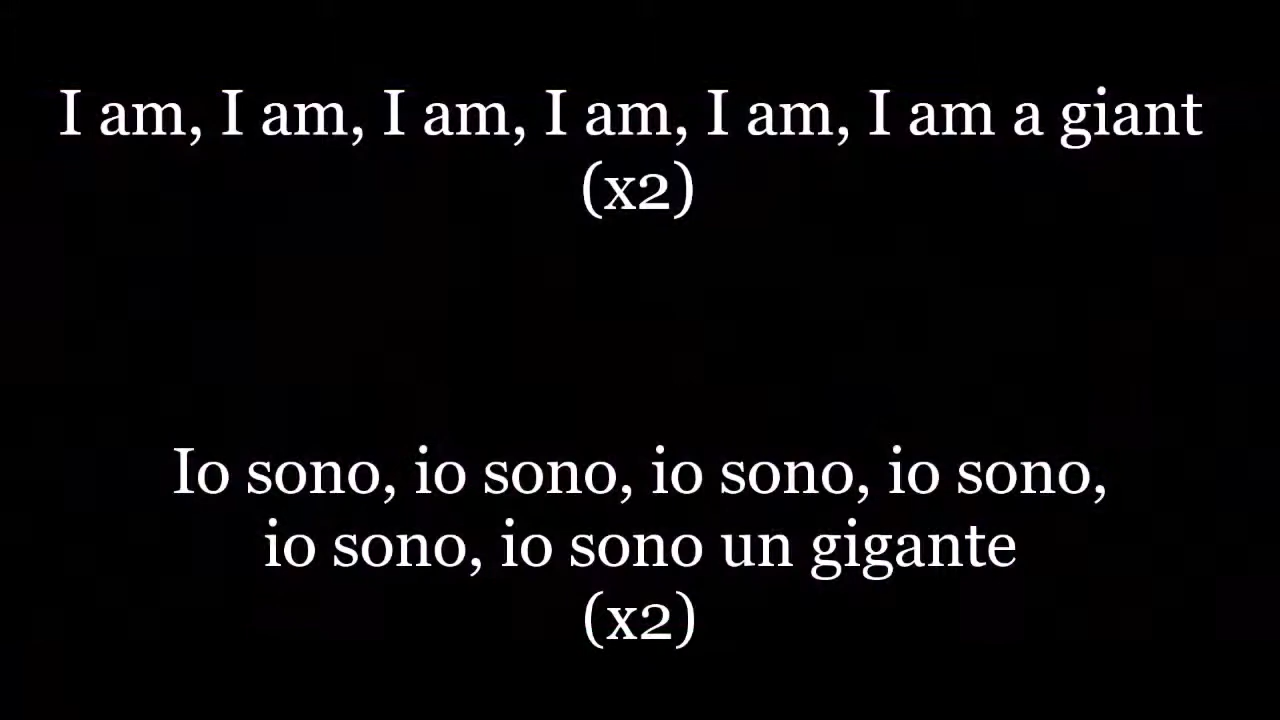 I am, I am, I am, I am, I am, I am a giant
(x2)
Io sono, io sono, io sono, io sono,
io sono, io sono un gigante
(x2)